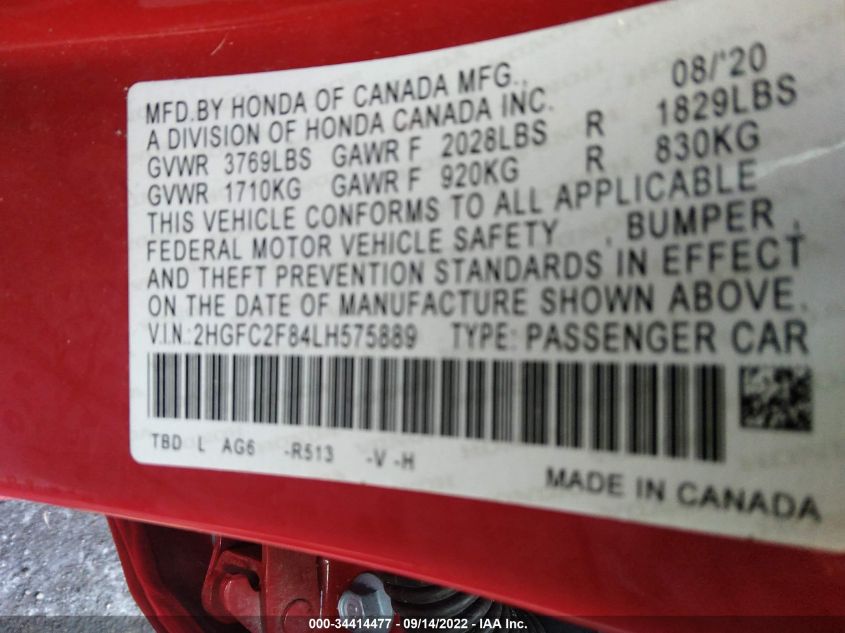 MFD.BY HONDA OF CANADA MFG., 08/'20
A DIVISION OF HONDA CANADA INC.
GVWR 3769LBS GAWR F 2028LBS R 1829LBS
GVWR 1710KG GAWR F 920KG R 830KG
THIS VEHICLE CONFORMS TO ALL APPLICABLE
FEDERAL MOTOR VEHICLE SAFETY , BUMPER ,
AND THEFT PREVENTION STANDARDS IN EFFECT
ON THE DATE OF MANUFACTURE SHOWN ABOVE.
V.I.N.:2HGFC2F84LH575889 TYPE: PASSENGER CAR
TBD L AG6 -R513 -V -H
MADE IN CANADA
000-34414477 - 09/14/2022 - IAA Inc.